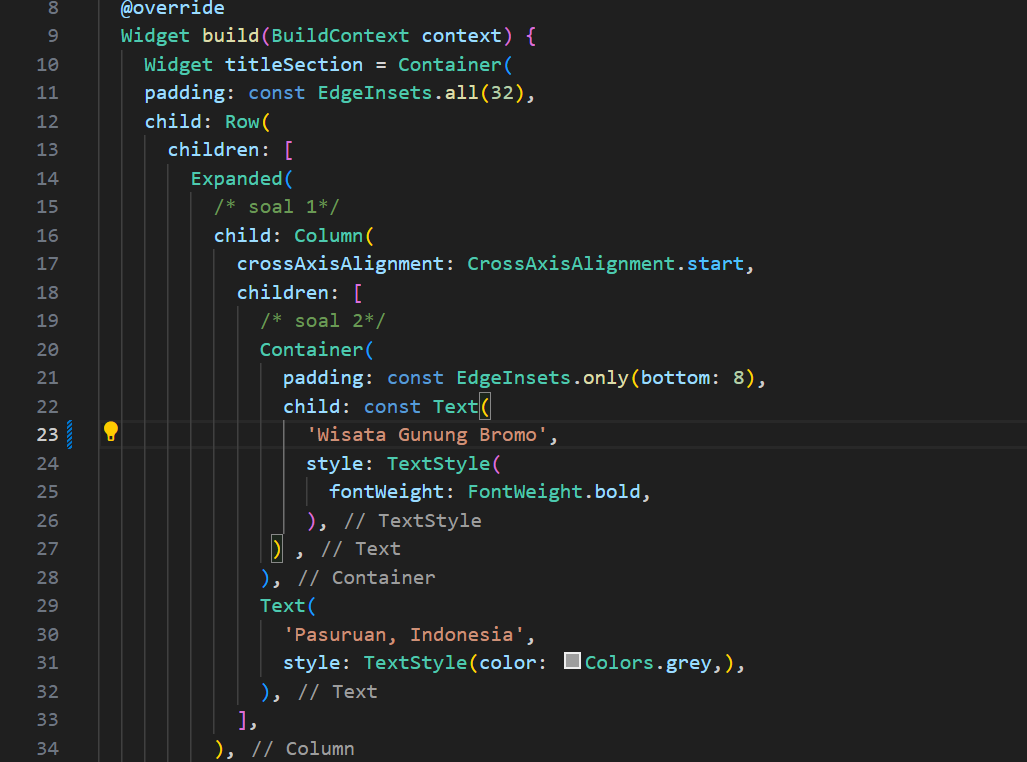 8 @override
9 Widget build(BuildContext context) {
10 Widget titleSection = Container(
11 padding: const EdgeInsets.all(32),
12 child: Row(
13 children: [
14 Expanded(
15 /* soal 1*/
16 child: Column(
17 crossAxisAlignment: CrossAxisAlignment.start,
18 children: [
19 /* soal 2*/
20 Container(
21 padding: const EdgeInsets.only(bottom: 8),
22 child: const Text(
23 'Wisata Gunung Bromo',
24 style: TextStyle(
25 fontWeight: FontWeight.bold,
26 ), // TextStyle
27 ) , // Text
28 ), // Container
29 Text(
30 'Pasuruan, Indonesia',
31 style: TextStyle(color: Colors.grey,),
32 ), // Text
33 ],
34 ), // Column